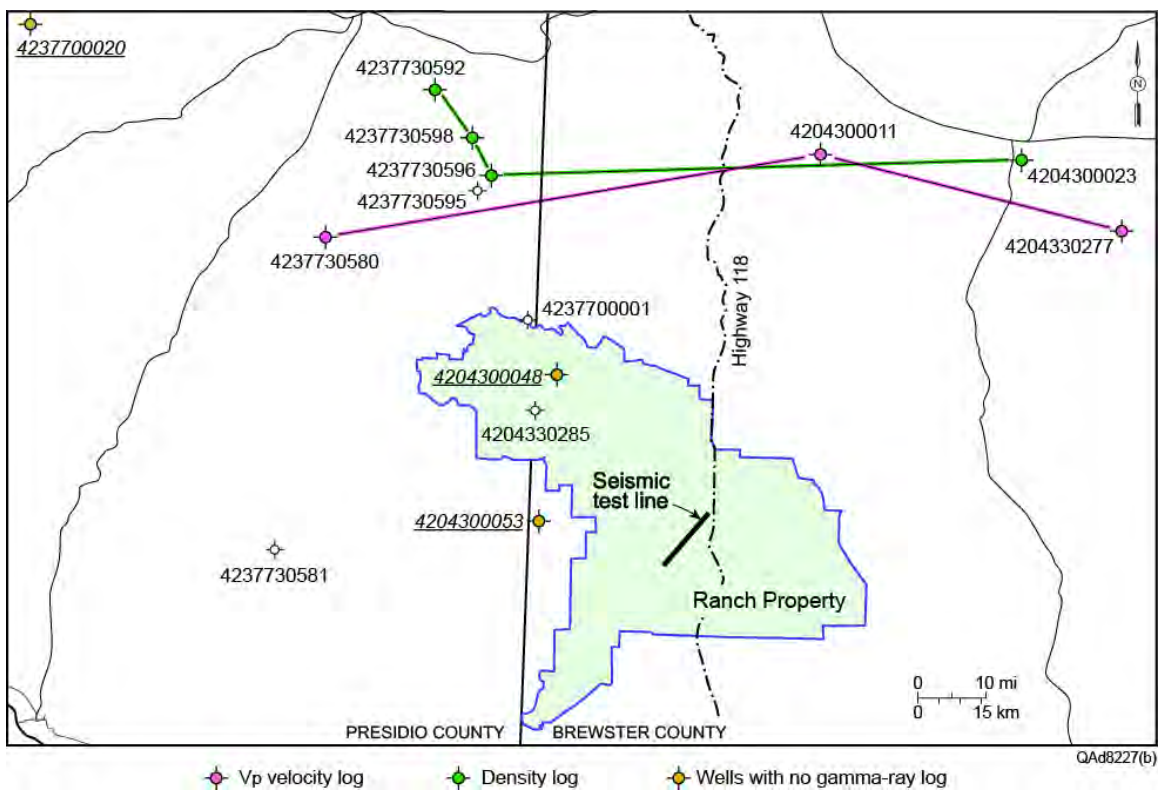 4237700020
4237730592
4237730598
4237730596
4237730595
4237730580
4204300011
4204300023
4204330277
N
Highway 118
4237700001
4204300048
4204330285
4204300053
4237730581
Seismic
test line
Ranch Property
0 10 mi
0 15 km
PRESIDIO COUNTY BREWSTER COUNTY
QAd8227(b)
Vp velocity log Density log Wells with no gamma-ray log